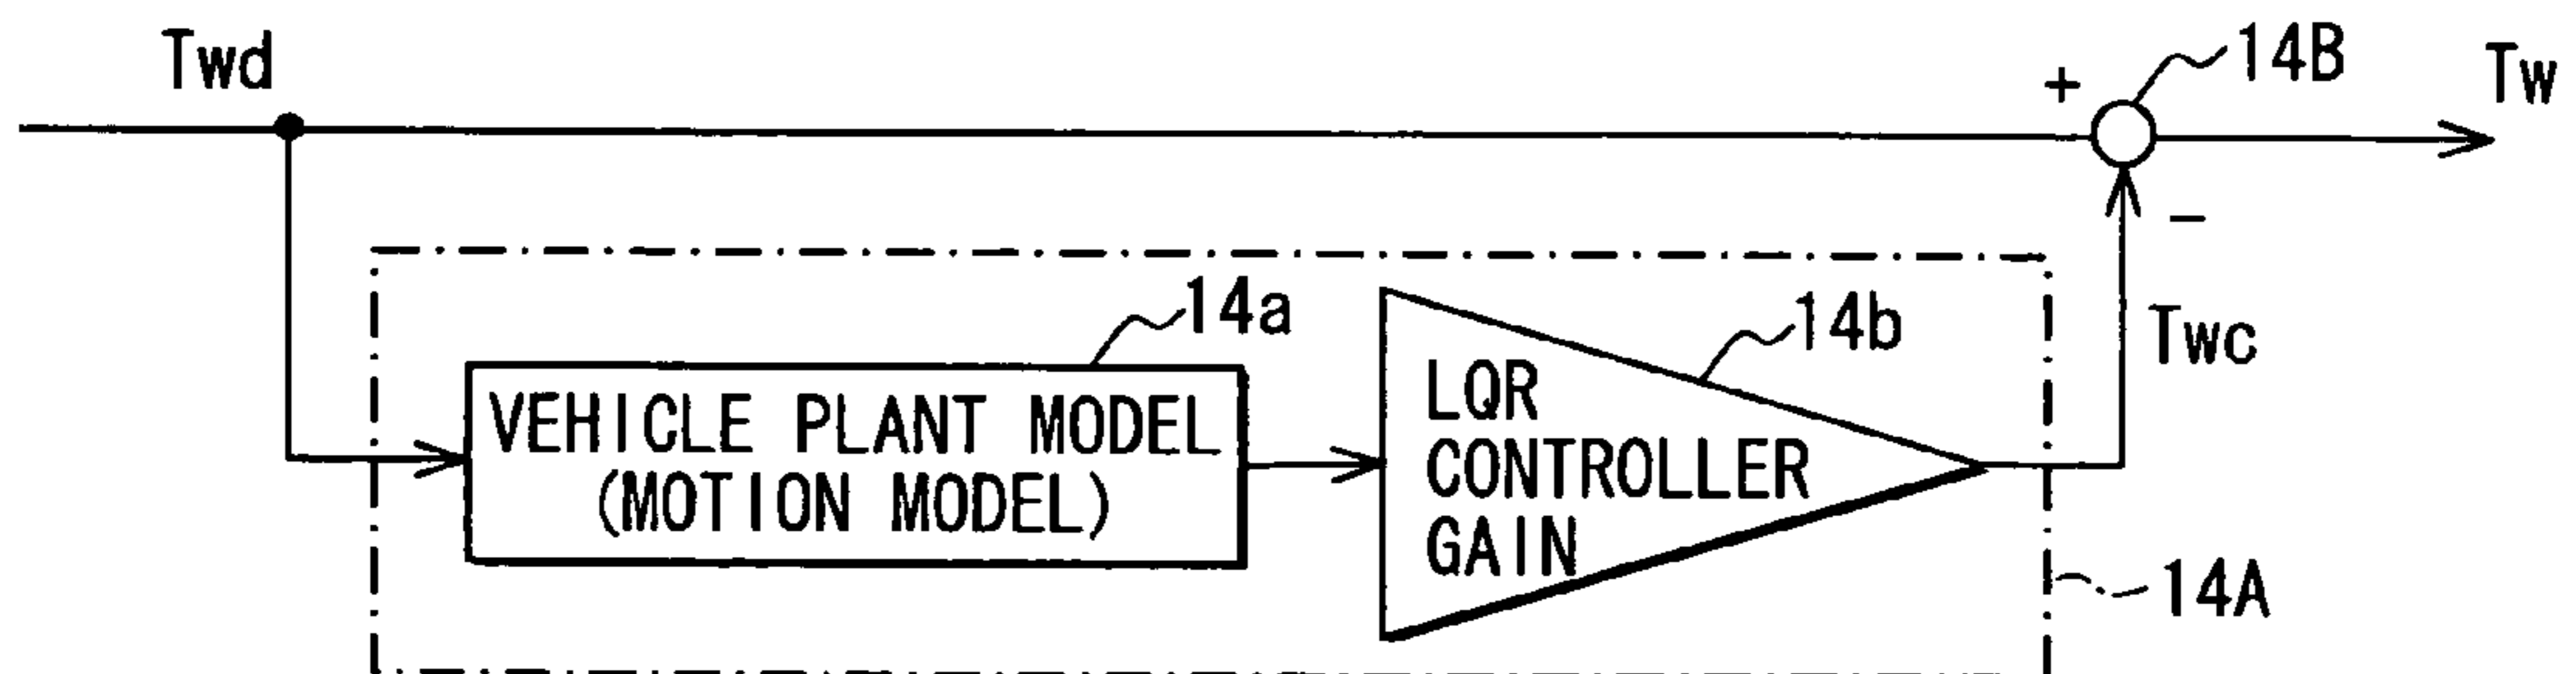 Twd
+
14B
Tw
-
14a
14b
Twc
VEHICLE PLANT MODEL
(MOTION MODEL)
LQR
CONTROLLER
GAIN
14A